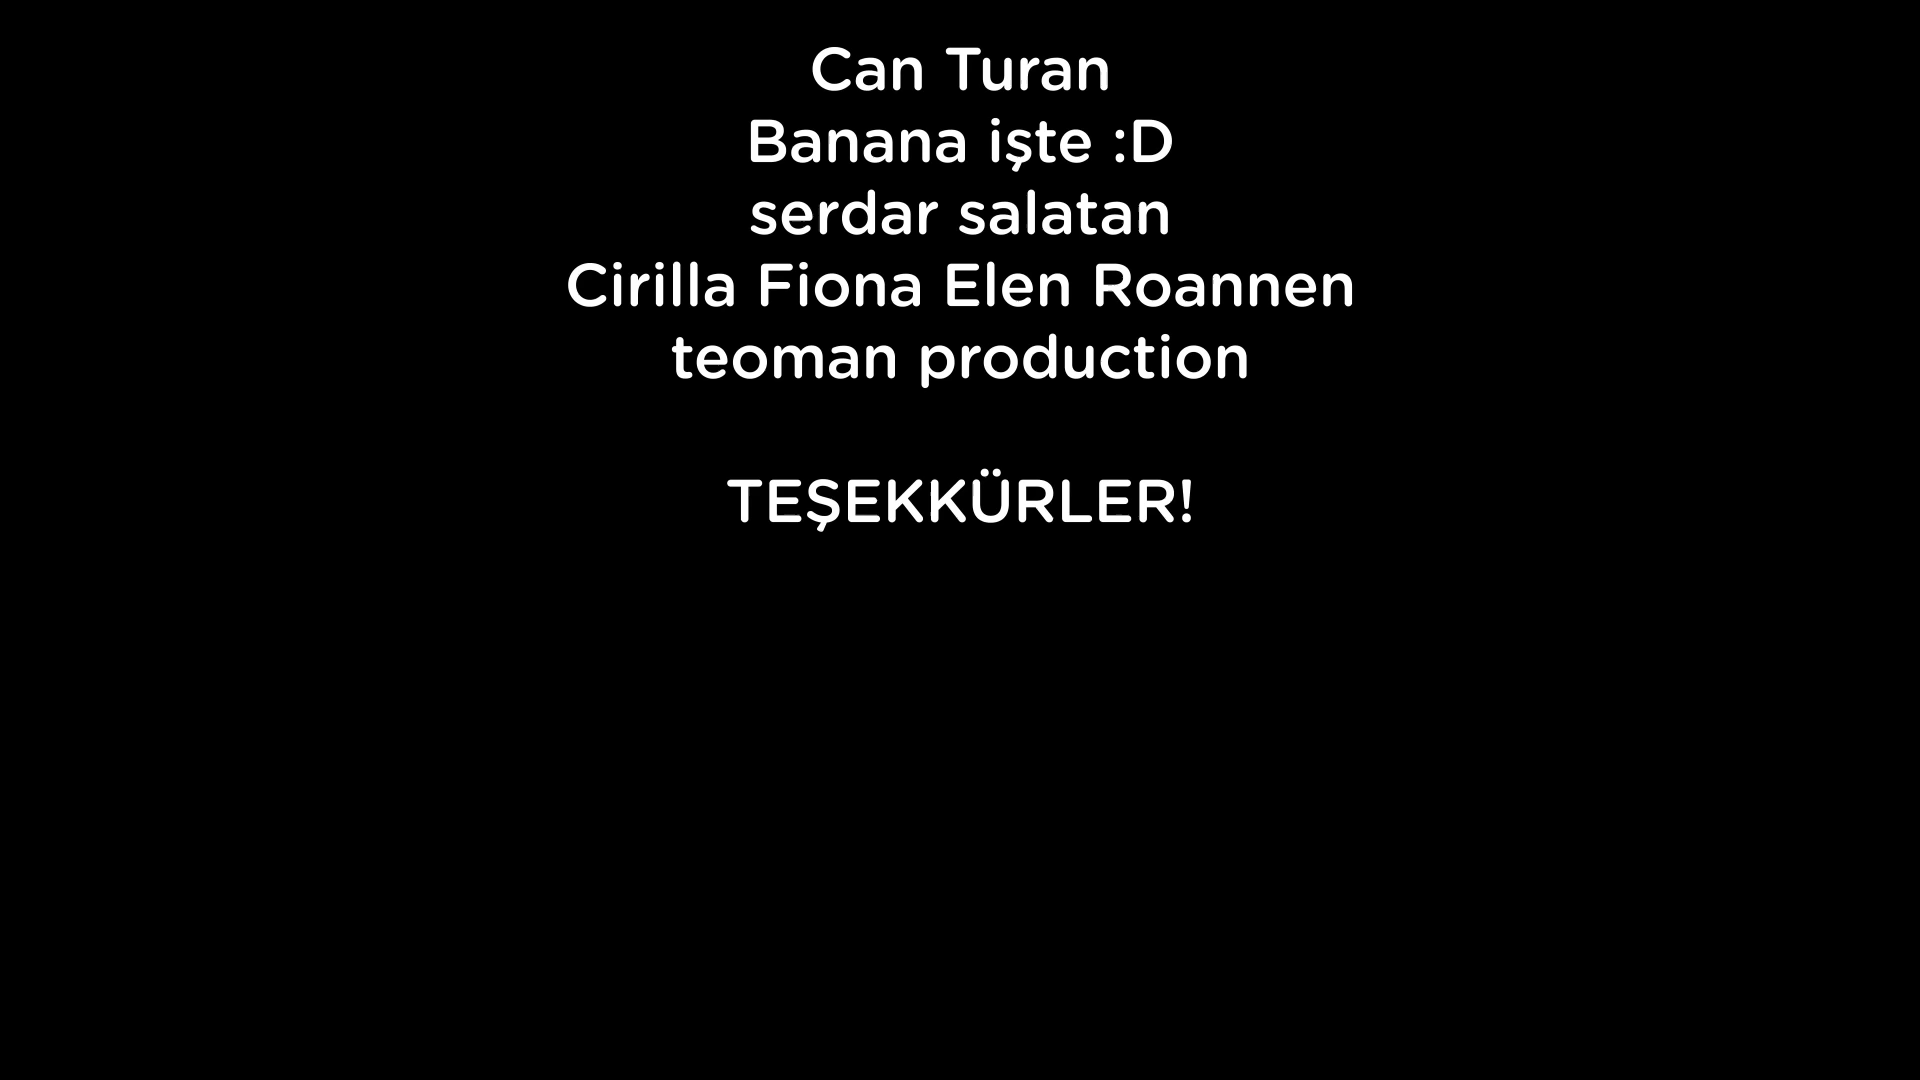 Can Turan
Banana işte :D
serdar salatan
Cirilla Fiona Elen Roannen
teoman production
TEŞEKKÜRLER!